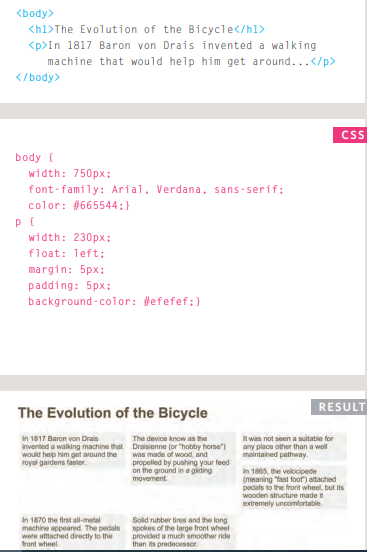 <body>
<h1>The Evolution of the Bicycle</h1>
<p>In 1817 Baron von Drais invented a walking
machine that would help him get around...</p>
</body>
CSS
body {
width: 750px;
font-family: Arial, Verdana, sans-serif;
color: #665544;}
p {
width: 230px;
float: left;
margin: 5px;
padding: 5px;
background-color: #efefef;}
RESULT
The Evolution of the Bicycle
In 1817 Baron von Drais
invented a walking machine that
would help him get around the
royal gardens faster.
The device know as the
Draisienne (or "hobby horse")
was made of wood, and
propelled by pushing your feed
on the ground in a gliding
movement.
It was not seen a suitable for
any place other than a well
maintained pathway.
In 1865, the velocipede
(meaning "fast foot") attached
pedals to the front wheel, but its
wooden structure made it
extremely uncomfortable.
In 1870 the first all-metal
machine appeared. The pedals
were atttached directly to the
front wheel.
Solid rubber tires and the long
spokes of the large front wheel
provided a much smoother ride
than its predecessor.